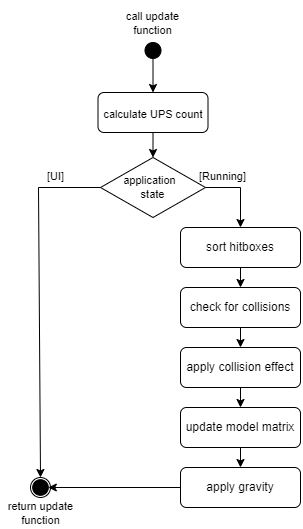 call update
function
calculate UPS count
application
state
[UI]
[Running]
sort hitboxes
check for collisions
apply collision effect
update model matrix
apply gravity
return update
function